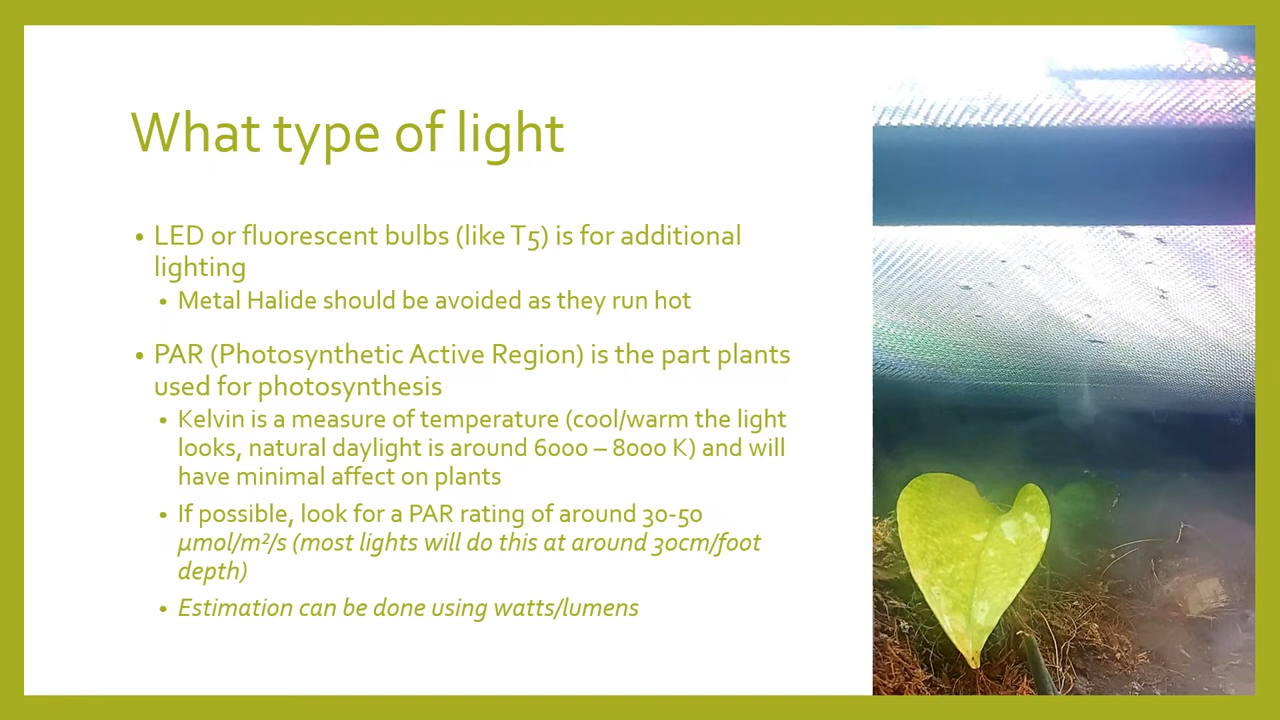 What type of light
• LED or fluorescent bulbs (like T5) is for additional
lighting
• Metal Halide should be avoided as they run hot
• PAR (Photosynthetic Active Region) is the part plants
used for photosynthesis
• Kelvin is a measure of temperature (cool/warm the light
looks, natural daylight is around 6000 – 8000 K) and will
have minimal affect on plants
• If possible, look for a PAR rating of around 30-50
μmol/m²/s (most lights will do this at around 30cm/foot
depth)
• Estimation can be done using watts/lumens